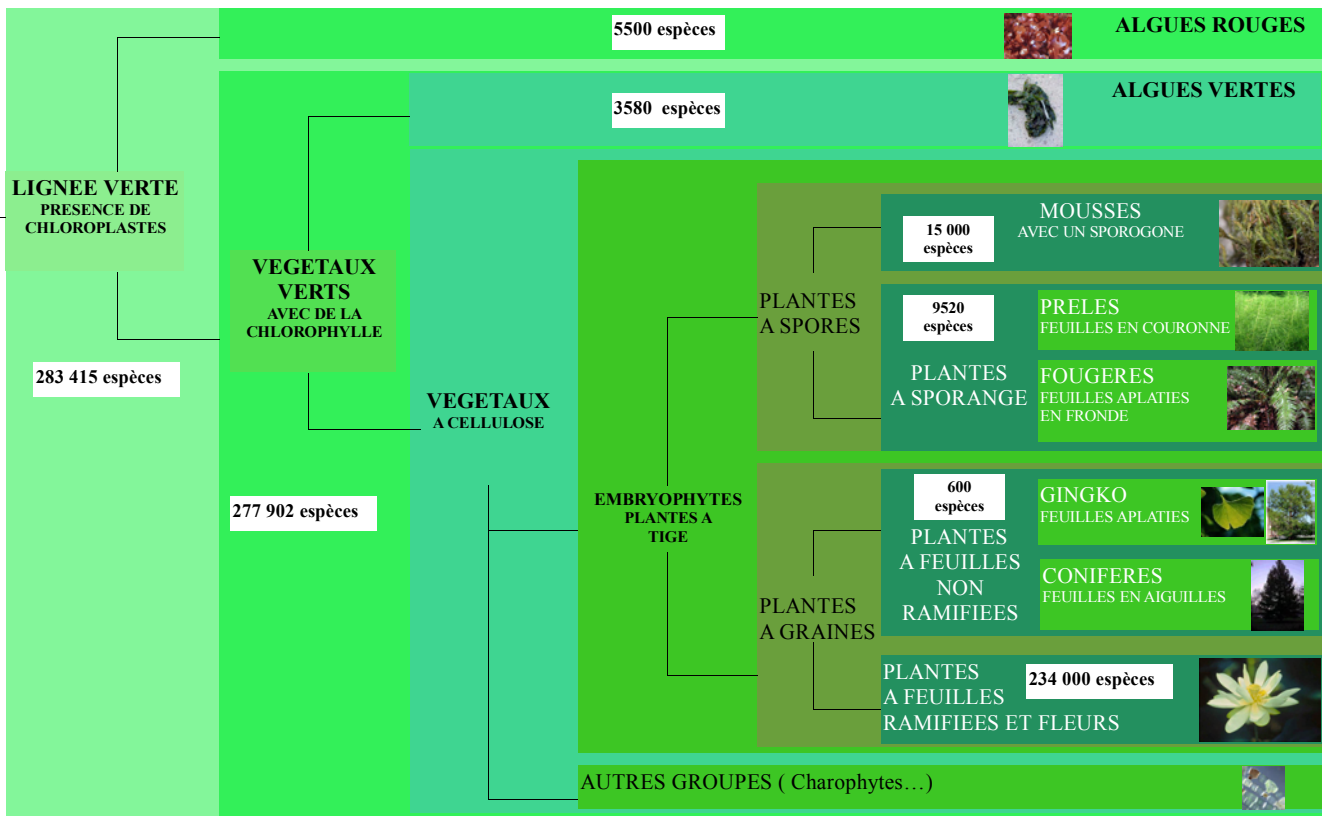 5500 espèces
ALGUES ROUGES
3580 espèces
ALGUES VERTES
LIGNEE VERTE
PRESENCE DE
CHLOROPLASTES
283 415 espèces
VEGETAUX
VERTS
AVEC DE LA
CHLOROPHYLLE
277 902 espèces
VEGETAUX
A CELLULOSE
EMBRYOPHYTES
PLANTES A
TIGE
PLANTES
A SPORES
15 000
espèces
MOUSSES
AVEC UN SPOROGONE
9520
espèces
PLANTES
A SPORANGE
PRELES
FEUILLES EN COURONNE
FOUGERES
FEUILLES APLATIES
EN FRONDE
PLANTES
A GRAINES
600
espèces
PLANTES
A FEUILLES
NON
RAMIFIEES
GINGKO
FEUILLES APLATIES
CONIFERES
FEUILLES EN AIGUILLES
PLANTES
A FEUILLES
RAMIFIEES ET FLEURS
234 000 espèces
AUTRES GROUPES ( Charophytes…)